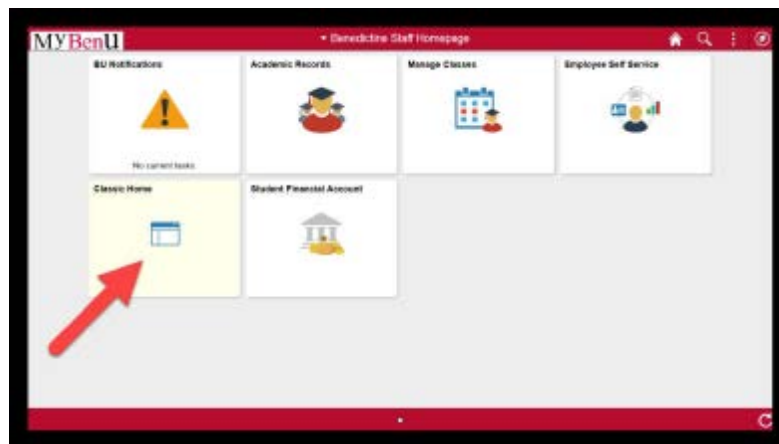 MYBenU
Benedictine Staff Homepage
BU Notifications
Academic Records
Manage Classes
Employee Self Service
No current tasks
Classic Home
Student Financial Account